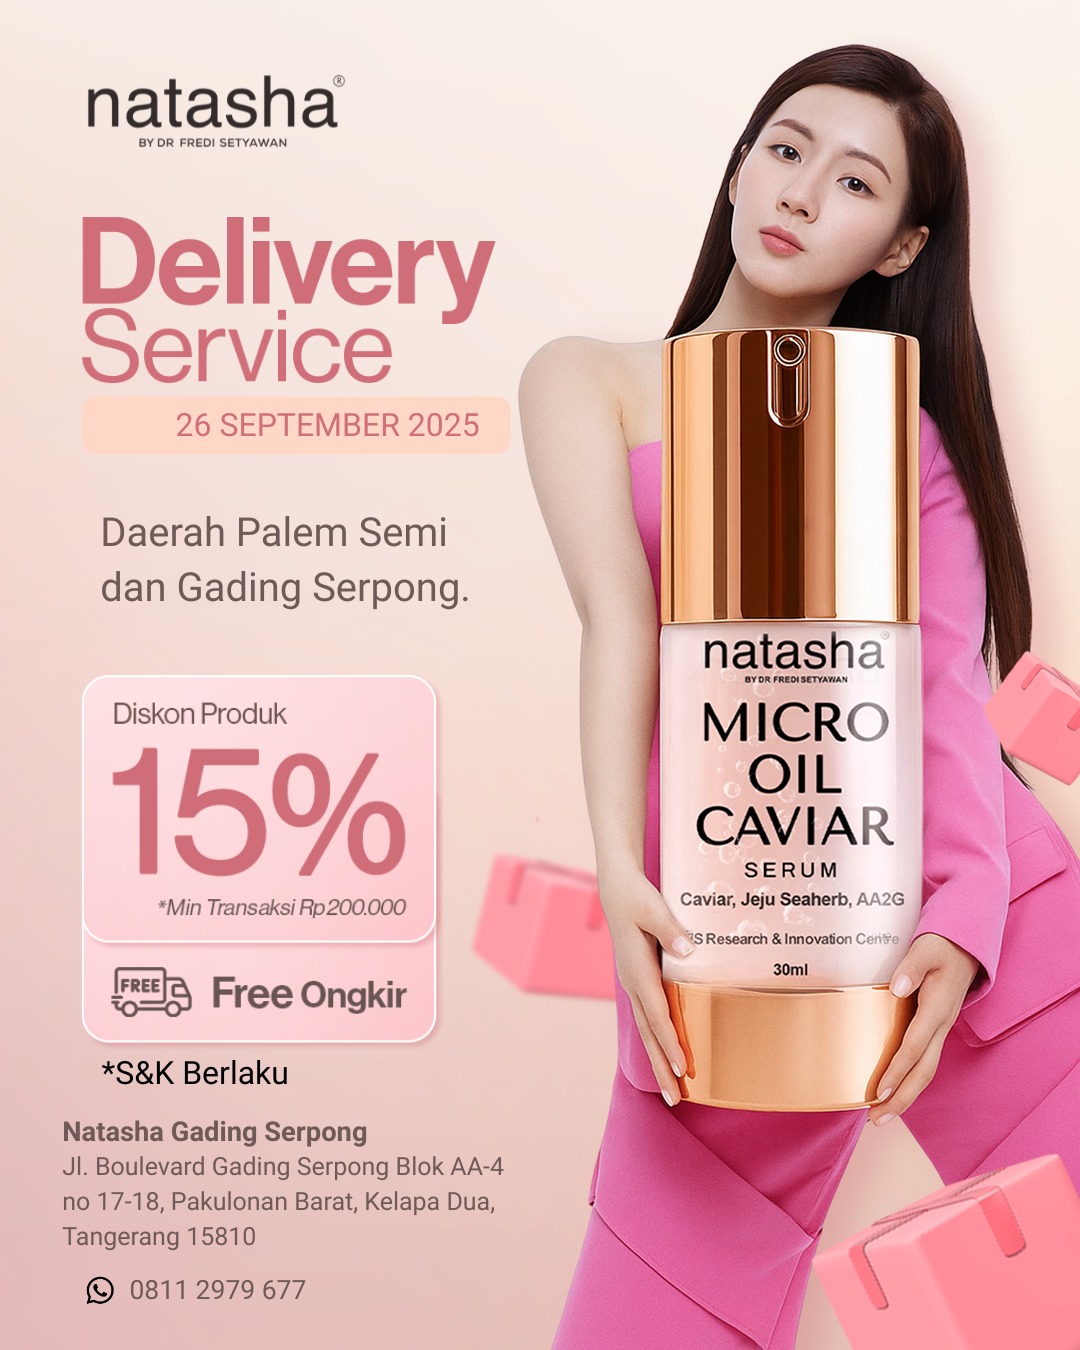 natasha®
BY DR FREDI SETYAWAN
Delivery
Service
26 SEPTEMBER 2025
Daerah Palem Semi
dan Gading Serpong.
Diskon Produk
15%
*Min Transaksi Rp200.000
FREE
Free Ongkir
*S&K Berlaku
Natasha Gading Serpong
Jl. Boulevard Gading Serpong Blok AA-4
no 17-18, Pakulonan Barat, Kelapa Dua,
Tangerang 15810
0811 2979 677
natasha®
BY DR FREDI SETYAWAN
MICRO
OIL
CAVIAR
SERUM
Caviar, Jeju Seaherb, AA2G
Research & Innovation Centre
30ml